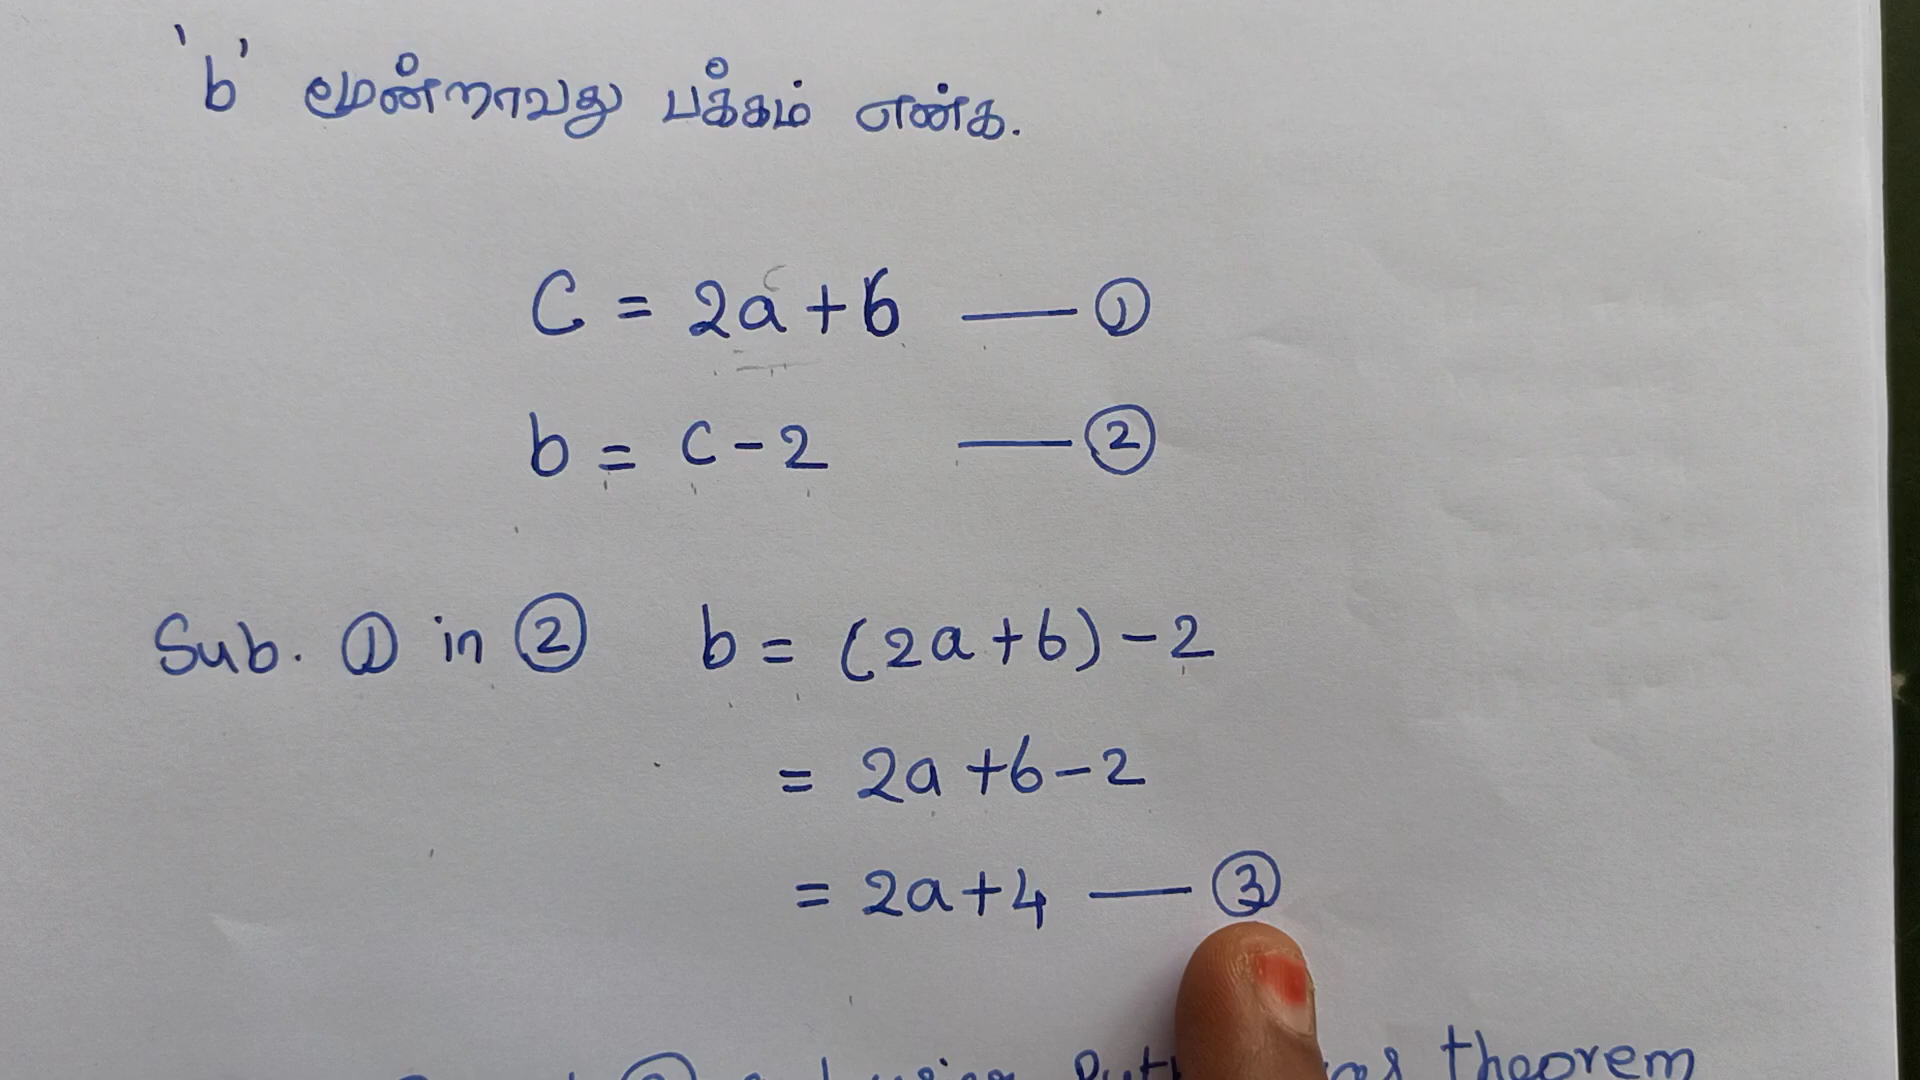 'b' மூன்றாவது பக்கம் என்க.
C = 2a + 6 — ①
b = c - 2 — ②
Sub. ① in ② b = (2a + 6) - 2
= 2a + 6 - 2
= 2a + 4 — ③
theorem